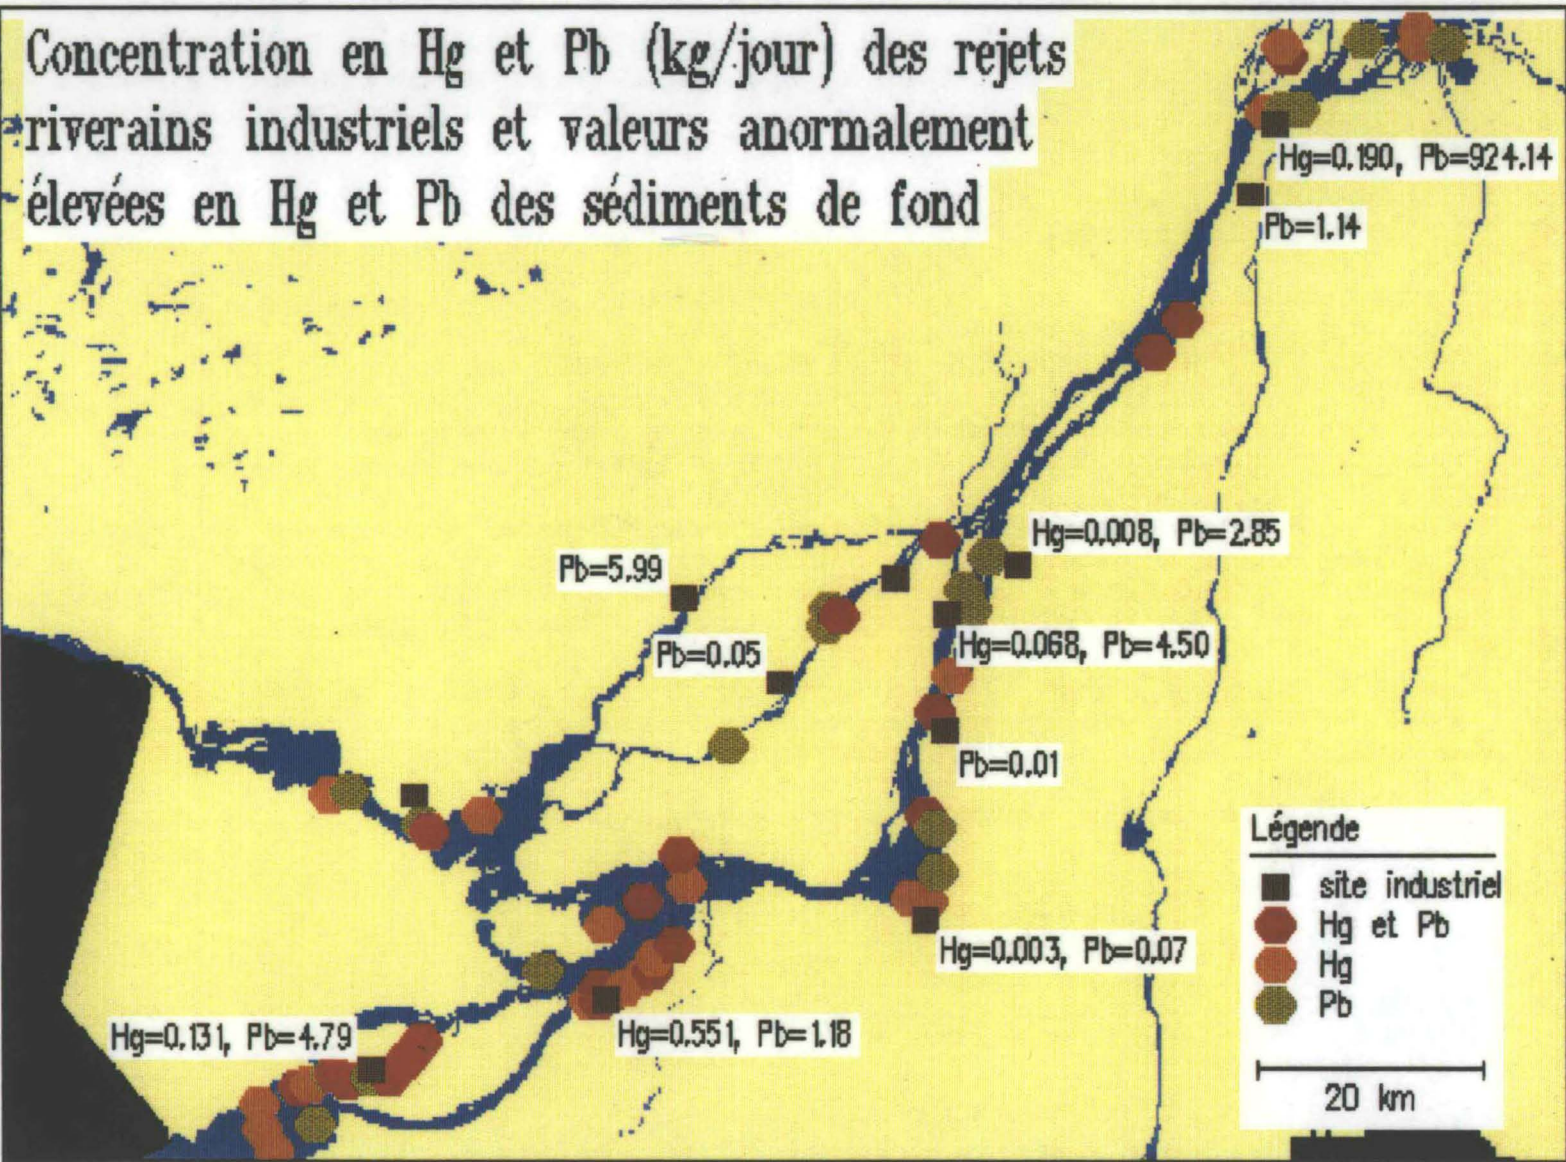 Concentration en Hg et Pb (kg/jour) des rejets
riverains industriels et valeurs anormalement
élevées en Hg et Pb des sédiments de fond
Hg=0.190, Pb=924.14
Pb=1.14
Hg=0.008, Pb=2.85
Pb=5.99
Pb=0.05
Hg=0.068, Pb=4.50
Pb=0.01
Hg=0.003, Pb=0.07
Hg=0.131, Pb=4.79
Hg=0.551, Pb=1.18
Légende
site industriel
Hg et Pb
Hg
Pb
20 km